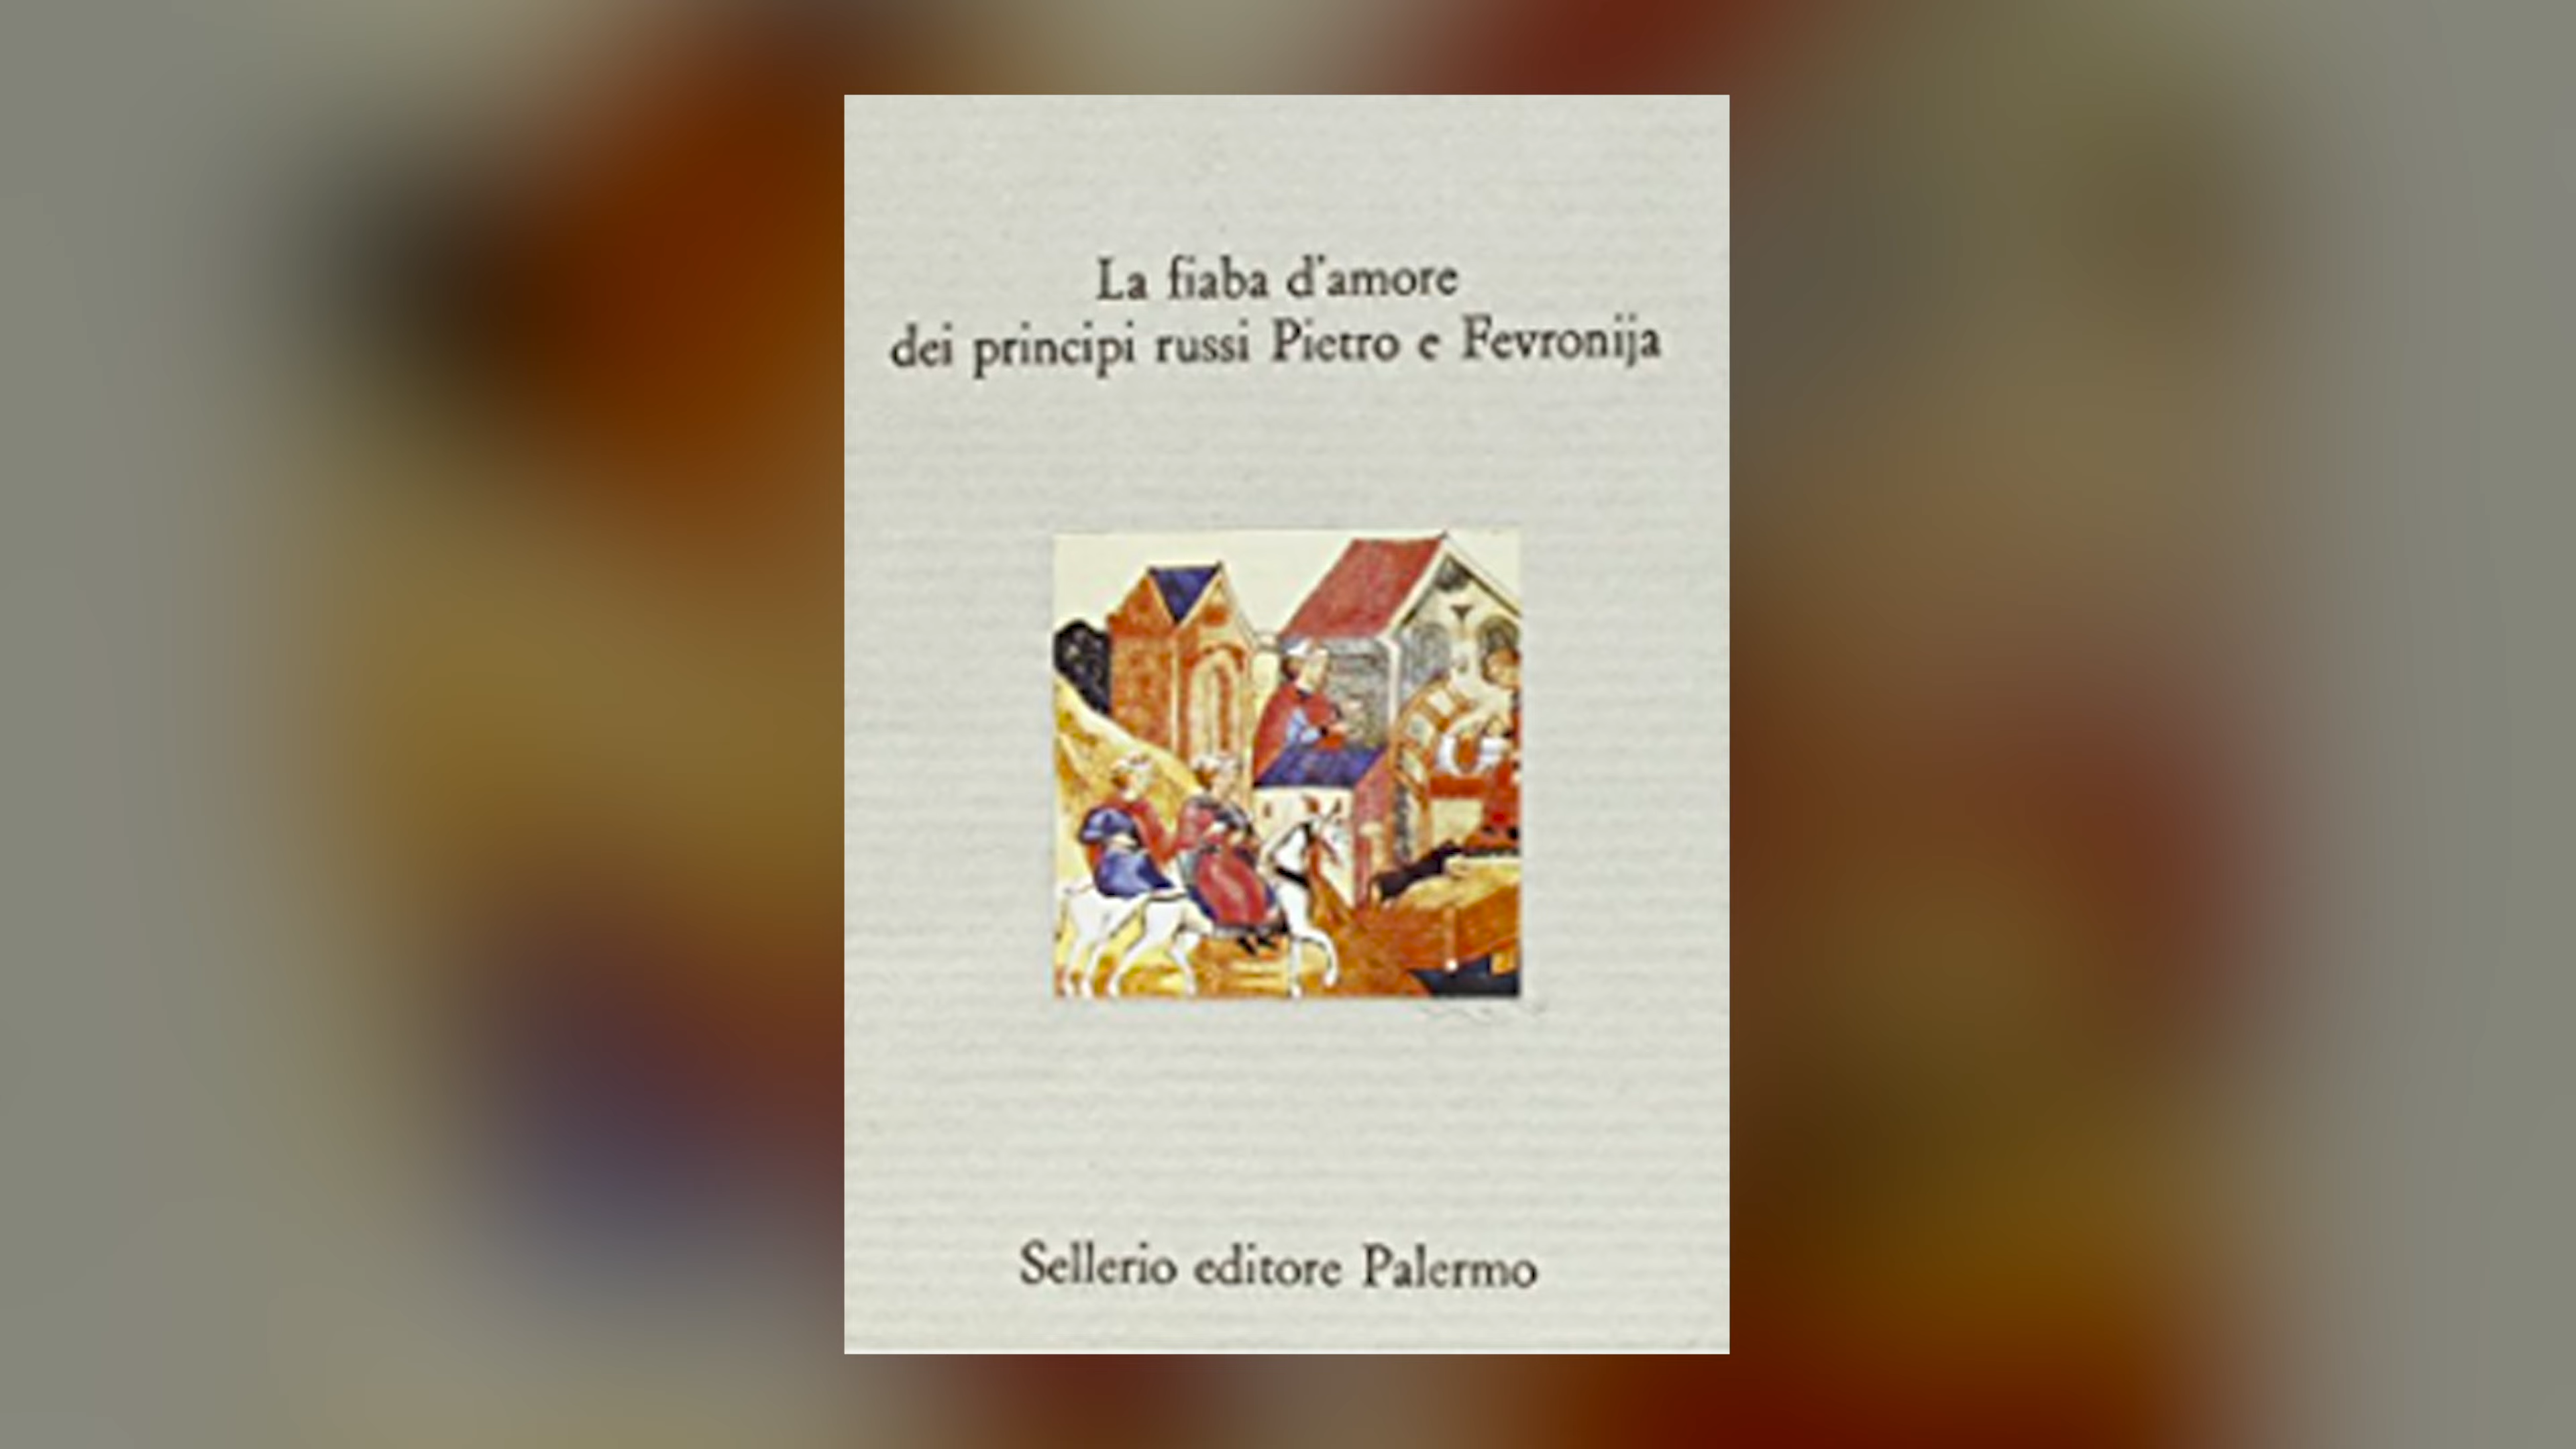 La fiaba d'amore
dei principi russi Pietro e Fevronija
Sellerio editore Palermo